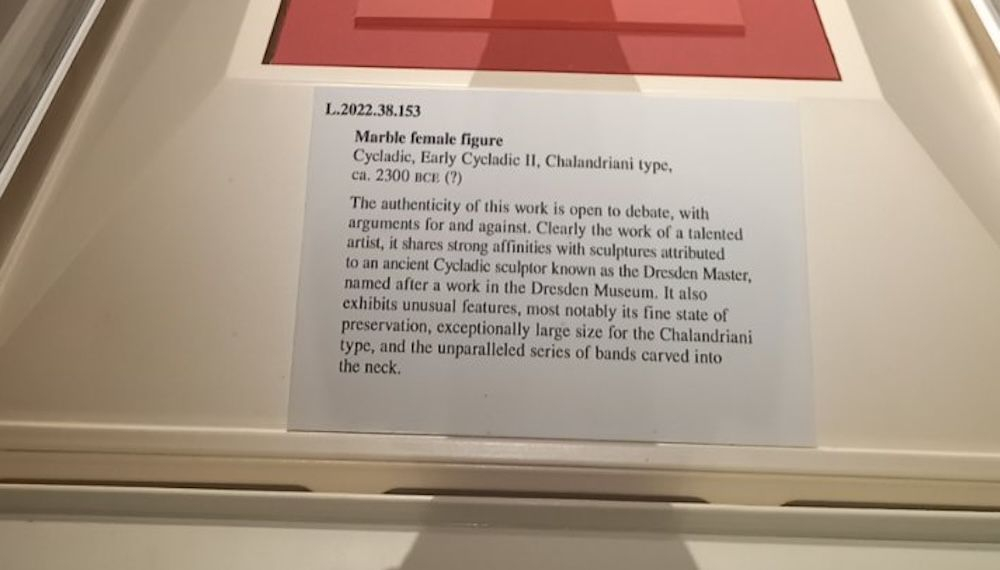 L.2022.38.153
Marble female figure
Cycladic, Early Cycladic II, Chalandriani type,
ca. 2300 BCE (?)
The authenticity of this work is open to debate, with
arguments for and against. Clearly the work of a talented
artist, it shares strong affinities with sculptures attributed
to an ancient Cycladic sculptor known as the Dresden Master,
named after a work in the Dresden Museum. It also
exhibits unusual features, most notably its fine state of
preservation, exceptionally large size for the Chalandriani
type, and the unparalleled series of bands carved into
the neck.